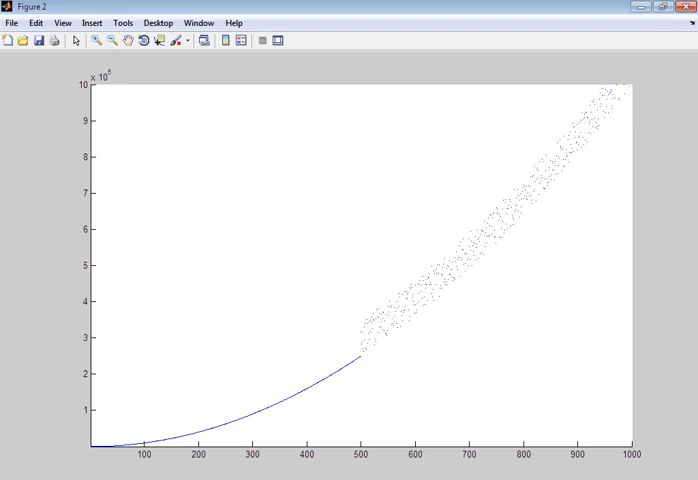 Figure 2
File Edit View Insert Tools Desktop Window Help
x 10^5
10
9
8
7
6
5
4
3
2
1
100 200 300 400 500 600 700 800 900 1000